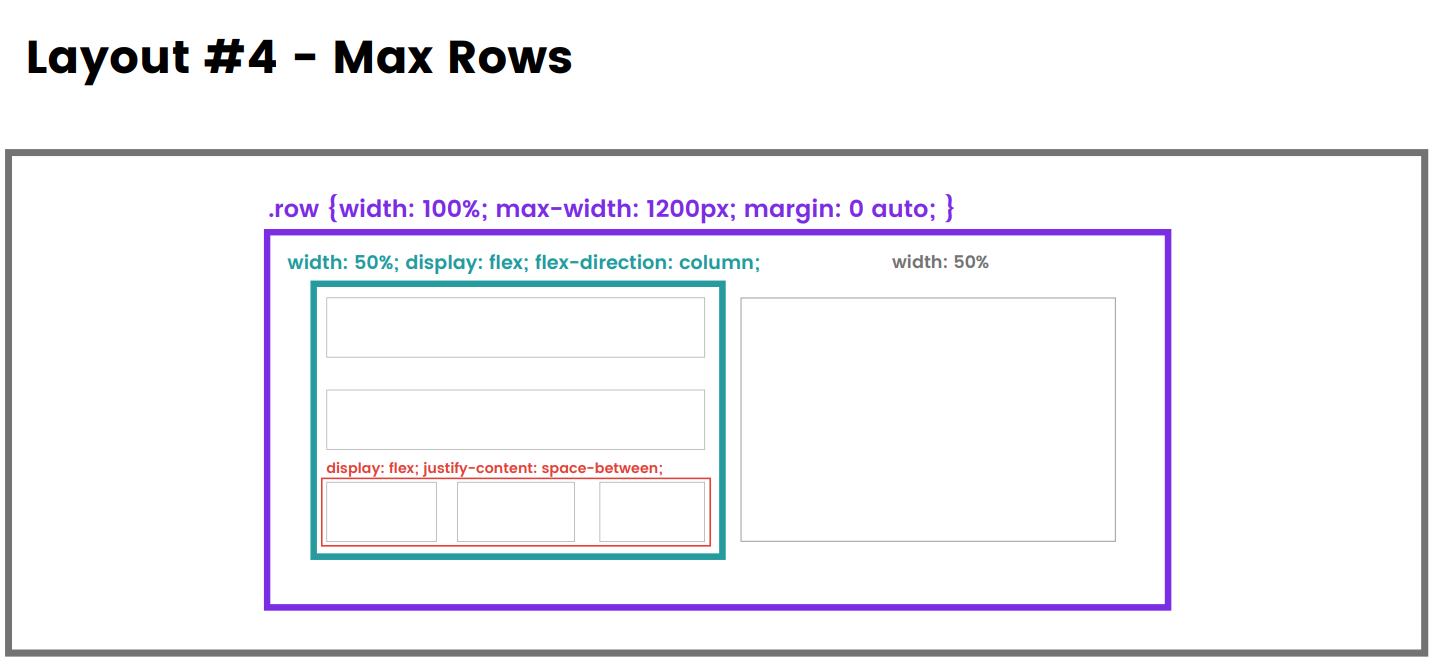 Layout #4 - Max Rows
.row {width: 100%; max-width: 1200px; margin: 0 auto; }
width: 50%; display: flex; flex-direction: column;
width: 50%
display: flex; justify-content: space-between;